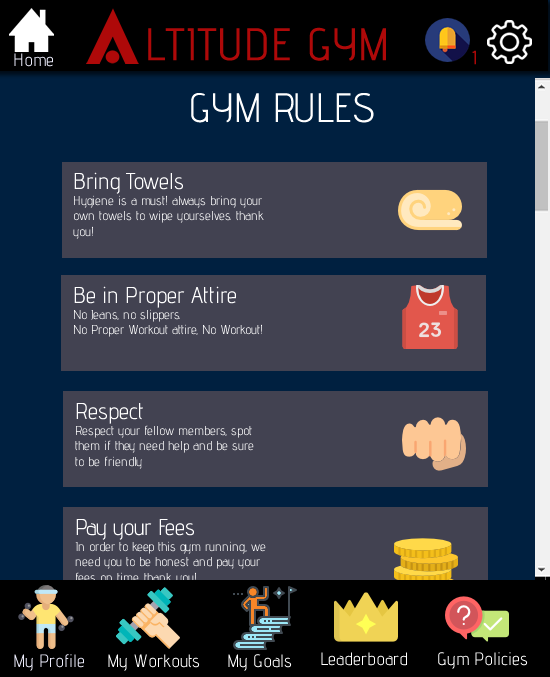 Home
ALTITUDE GYM
1
GYM RULES
Bring Towels
Hygiene is a must! always bring your
own towels to wipe yourselves. thank
you!
Be in Proper Attire
No Jeans, no slippers.
No Proper Workout attire, No Workout!
23
Respect
Respect your fellow members, spot
them if they need help and be sure
to be friendly
Pay your Fees
In order to keep this gym running, we
need you to be honest and pay your
fees on time thank you!
My Profile
My Workouts
My Goals
Leaderboard
Gym Policies